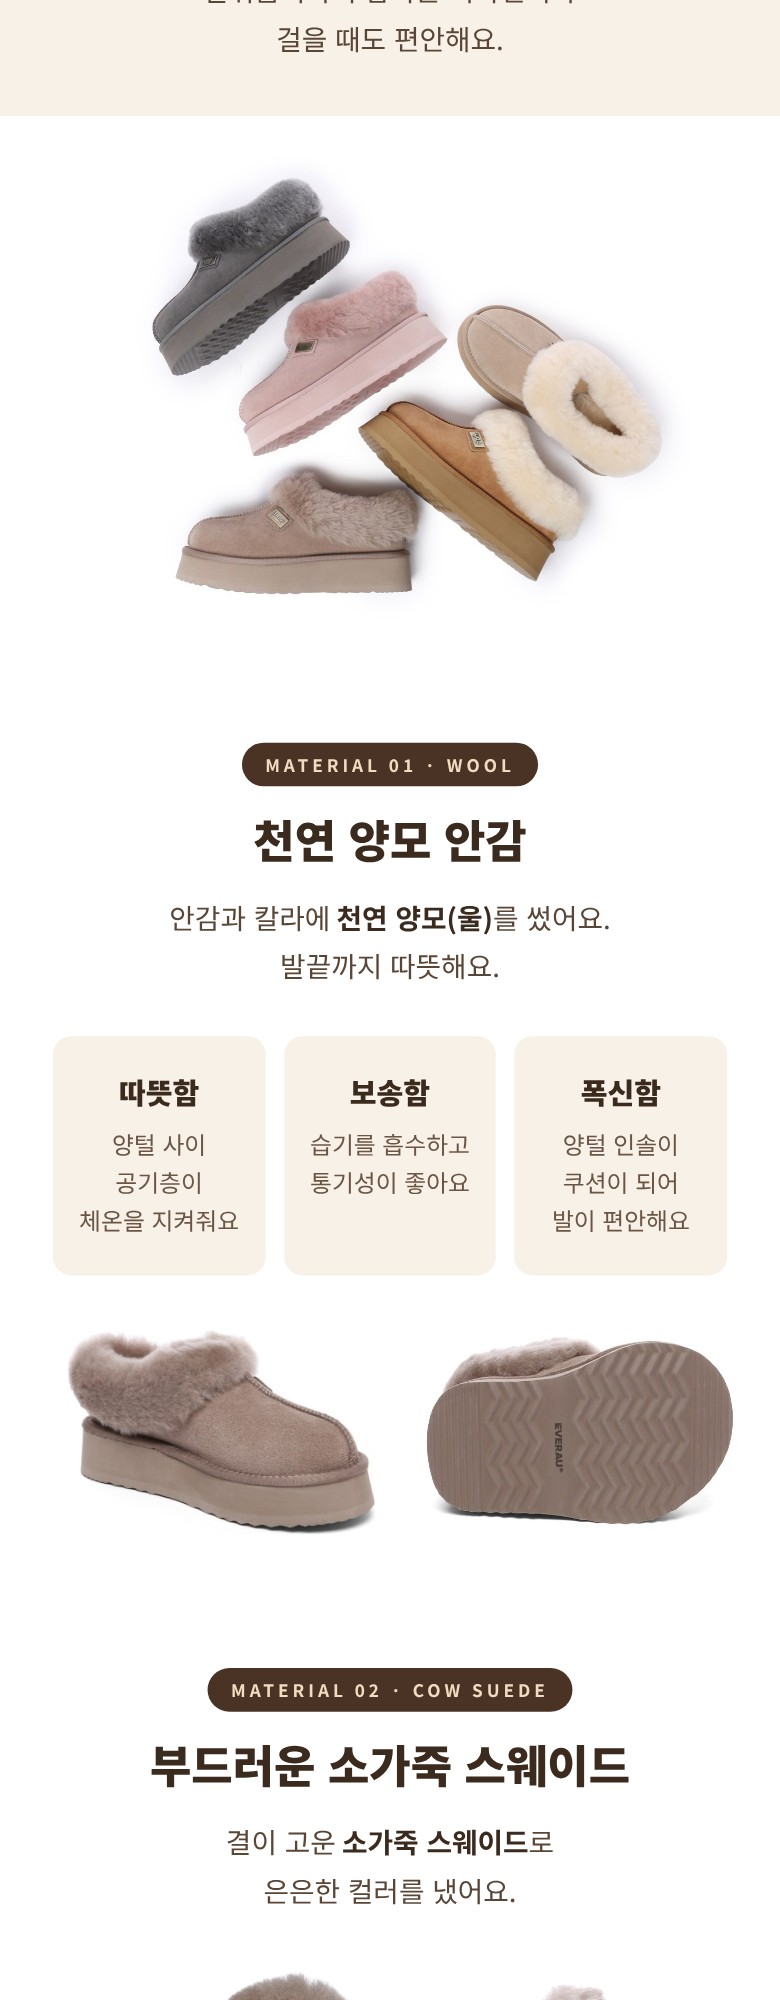 걸을 때도 편안해요.
MATERIAL 01 · WOOL
천연 양모 안감
안감과 칼라에 천연 양모(울)를 썼어요.
발끝까지 따뜻해요.
따뜻함
양털 사이
공기층이
체온을 지켜줘요
보송함
습기를 흡수하고
통기성이 좋아요
폭신함
양털 인솔이
쿠션이 되어
발이 편안해요
EVERAU®
MATERIAL 02 · COW SUEDE
부드러운 소가죽 스웨이드
결이 고운 소가죽 스웨이드로
은은한 컬러를 냈어요.